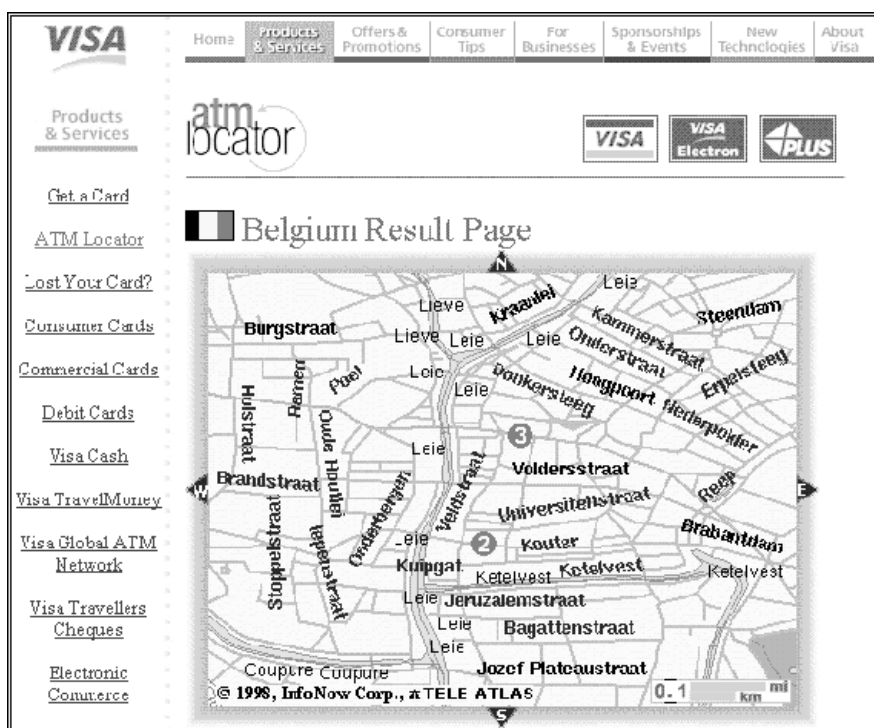 VISA
Home
Products & Services
Offers & Promotions
Consumer Tips
For Businesses
Sponsorships & Events
New Technologies
About Visa
Products
& Services
atm
locator
VISA
VISA
Electron
PLUS
Get a Card
ATM Locator
Lost Your Card?
Consumer Cards
Commercial Cards
Debit Cards
Visa Cash
Visa TravelMoney
Visa Global ATM
Network
Visa Travellers
Cheques
Electronic
Commerce
Belgium Result Page
N
Leie
Lieve
Kraanlei
Steendam
Burgstraat
Lieve
Leie
Leie
Kammerstraat
Onderstraat
Ramen
Poel
Leie
Leie
Donkersteeg
Hoogpoort
Nederpolder
Erpelsteeg
Holstraat
Oude Houtlei
3
Leie
Veldstraat
Voldersstraat
Brandstraat
Onderbergen
Universiteitstraat
Reep
W
E
Stoppelstraat
Leie
2
Kouter
Brabantdam
Kuipgat
Ketelvest
Ketelvest
Ketelvest
Leie
Jeruzalemstraat
Leie
Bagattenstraat
Leie
Coupure
Coupure
Jozef Plateaustraat
© 1998, InfoNow Corp., TELE ATLAS
0.1
mi
km
S